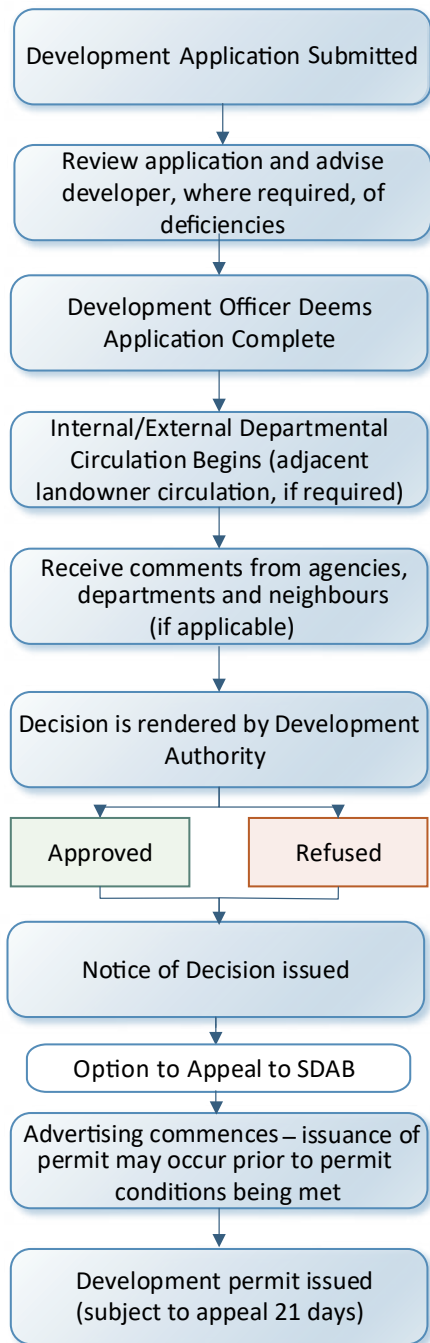 Development Application Submitted
Review application and advise
developer, where required, of
deficiencies
Development Officer Deems
Application Complete
Internal/External Departmental
Circulation Begins (adjacent
landowner circulation, if required)
Receive comments from agencies,
departments and neighbours
(if applicable)
Decision is rendered by Development
Authority
Approved
Refused
Notice of Decision issued
Option to Appeal to SDAB
Advertising commences – issuance of
permit may occur prior to permit
conditions being met
Development permit issued
(subject to appeal 21 days)